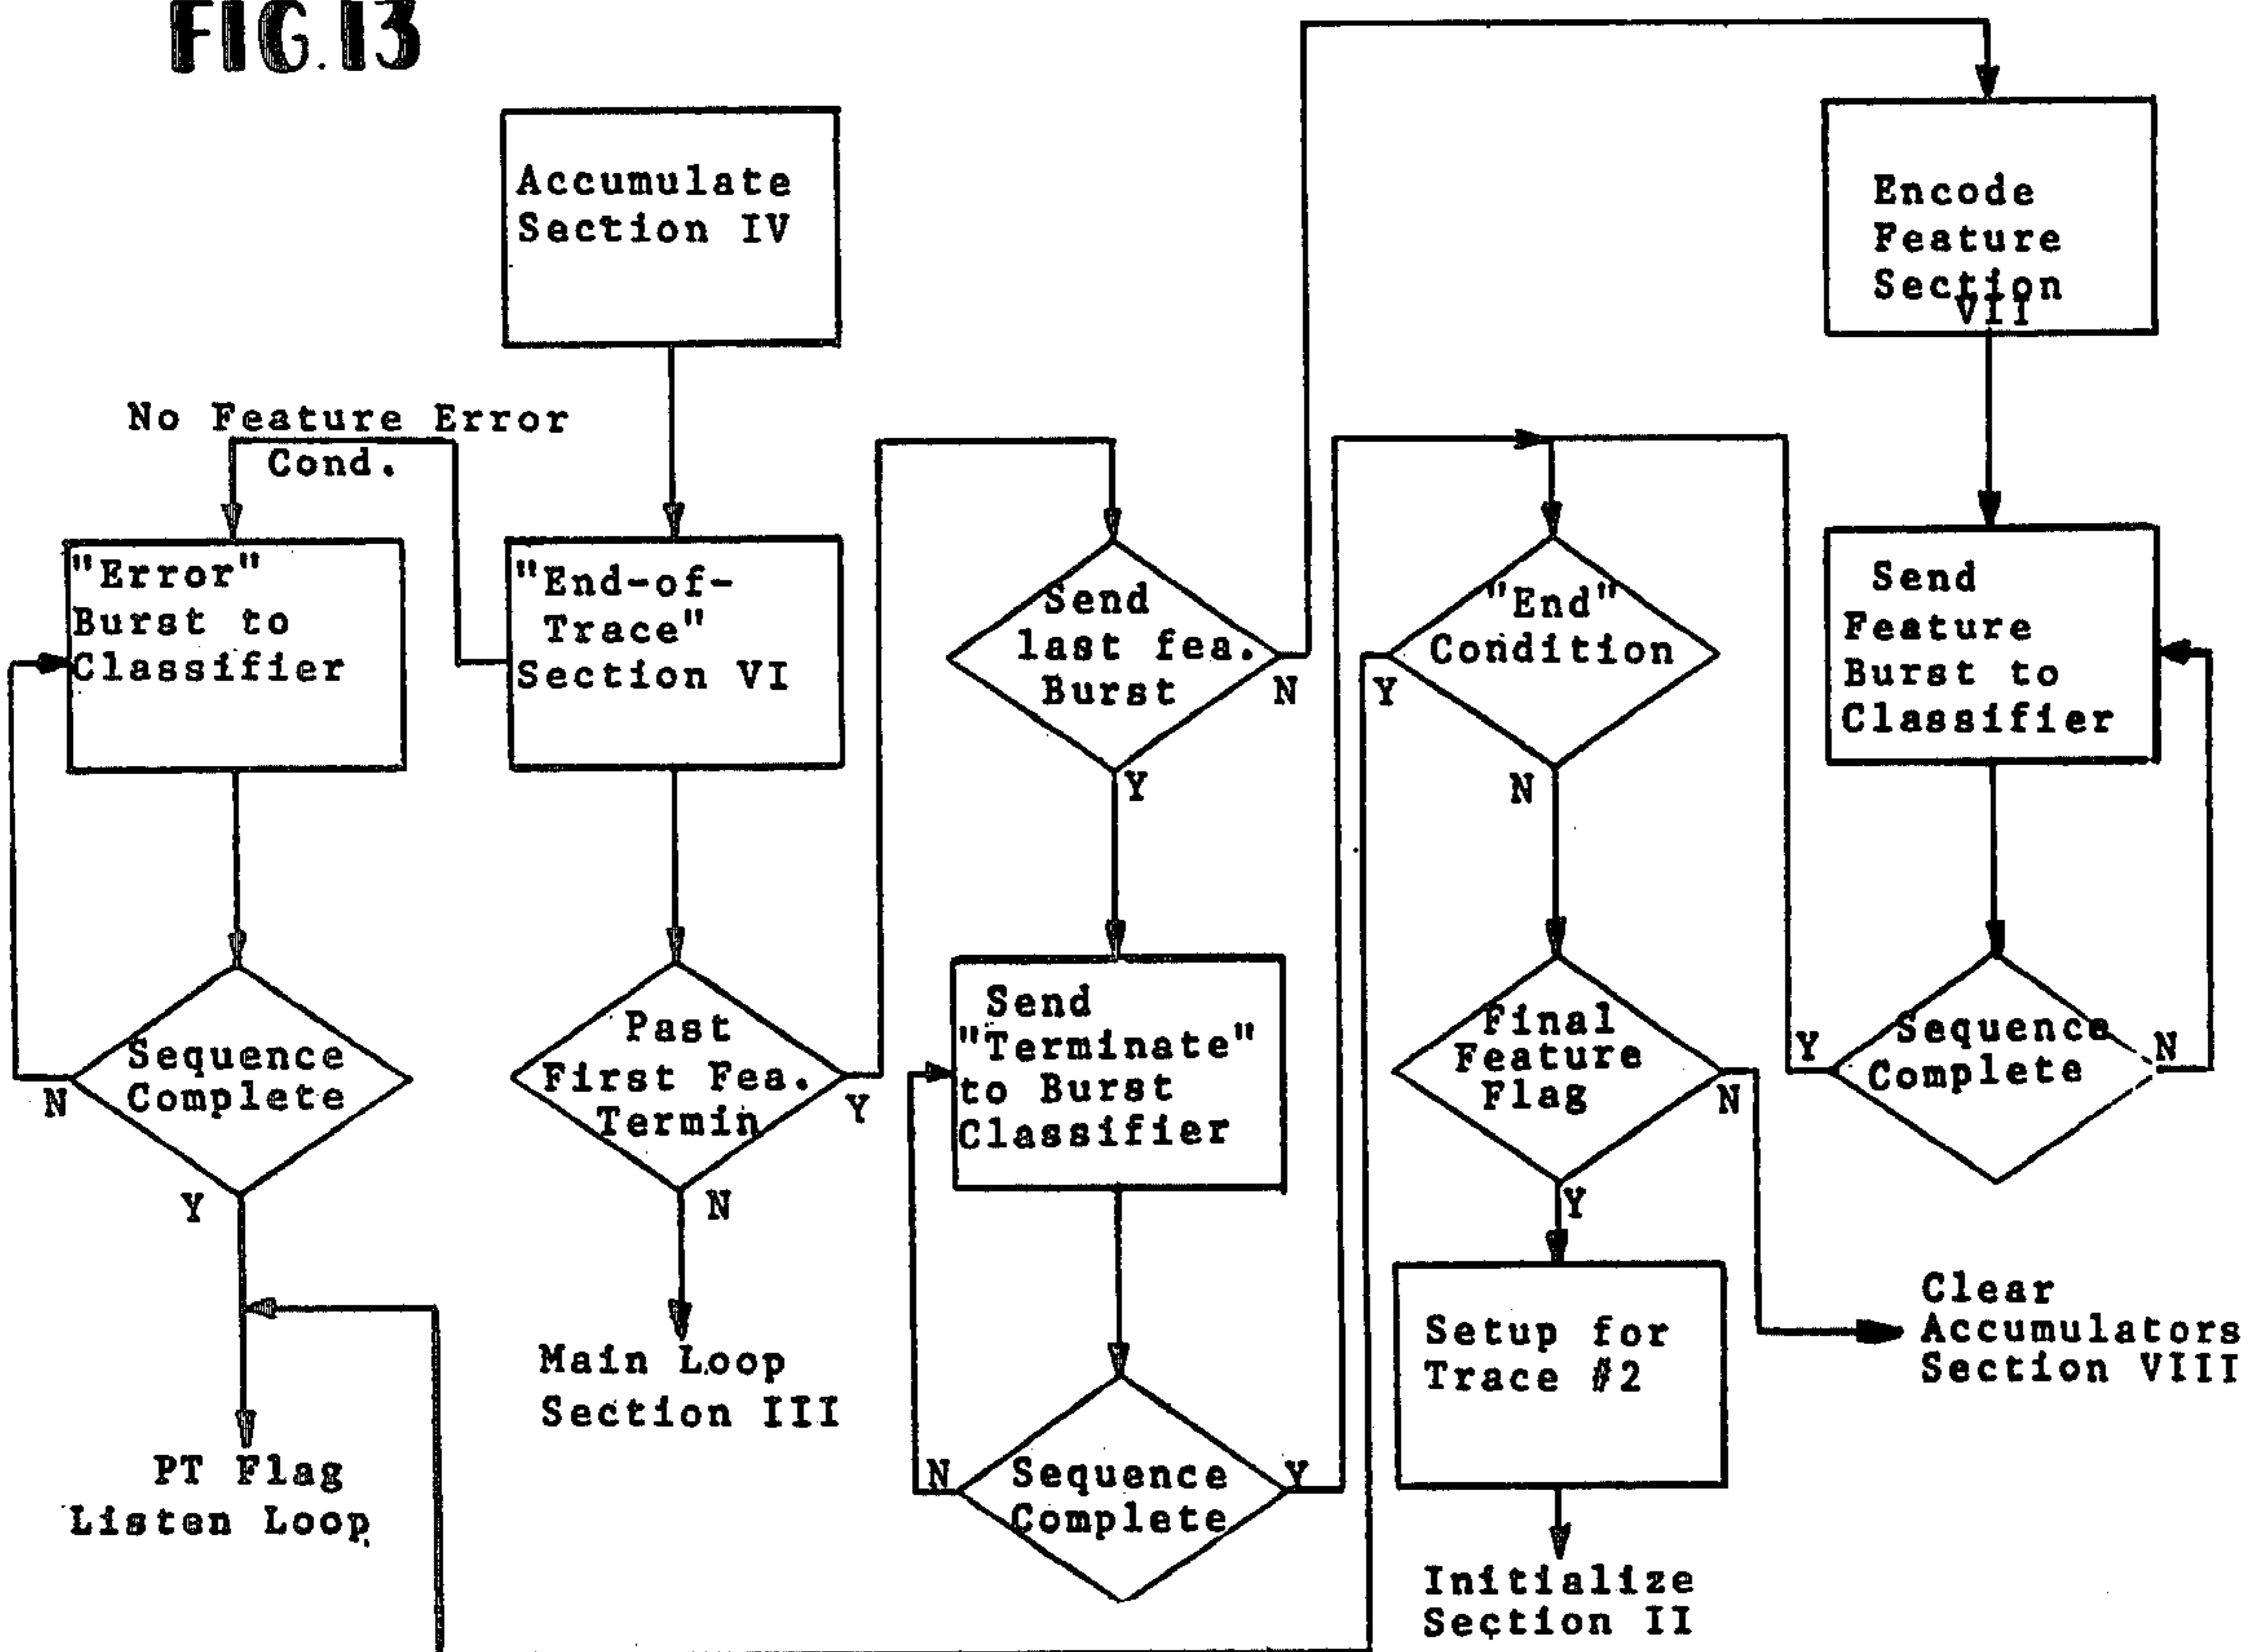 FIG.13
Accumulate
Section IV
Encode
Feature
Section
VII
No Feature Error
Cond.
"Error"
Burst to
Classifier
"End-of-
Trace"
Section VI
Send
last fea.
Burst
N
Y
"End"
Condition
Y
N
Send
Feature
Burst to
Classifier
Sequence
Complete
N
Y
Past
First Fea.
Termin
Y
N
Send
"Terminate"
to Burst
Classifier
Final
Feature
Flag
N
Y
Sequence
Complete
Y
N
PT Flag
Listen Loop
Main Loop
Section III
Sequence
Complete
N
Y
Setup for
Trace #2
Clear
Accumulators
Section VIII
Initialize
Section II